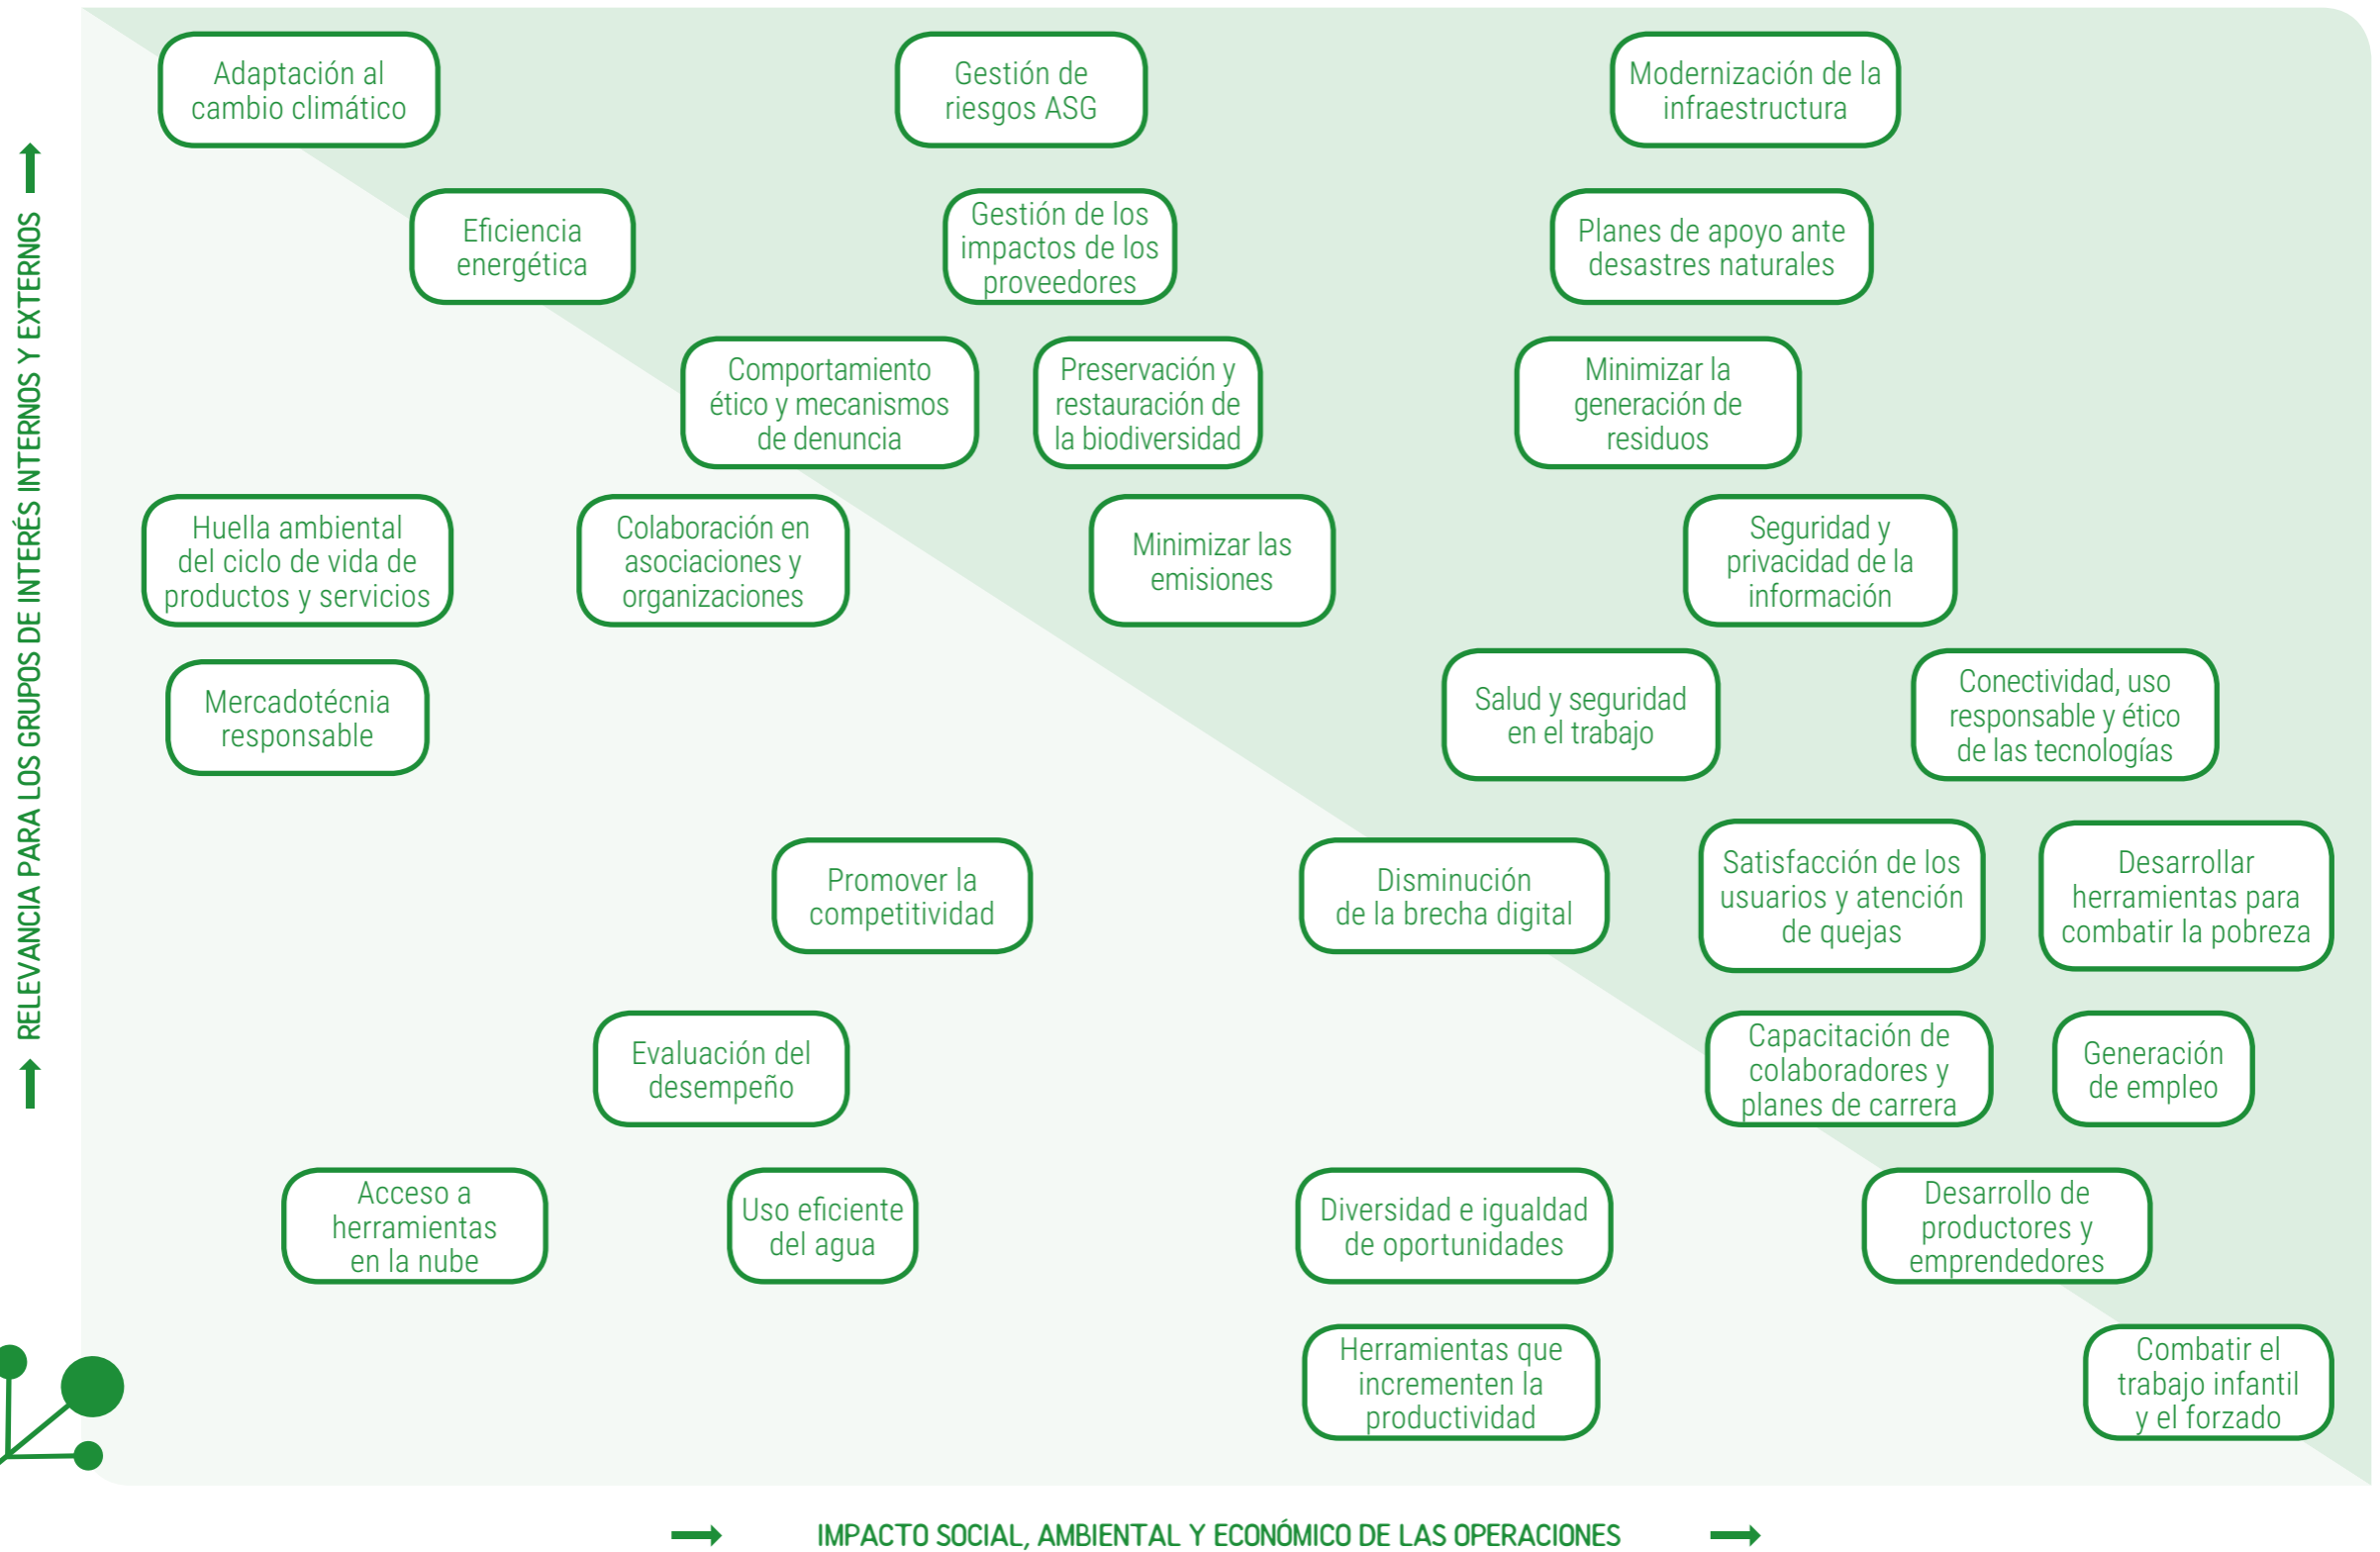 RELEVANCIA PARA LOS GRUPOS DE INTERÉS INTERNOS Y EXTERNOS
Adaptación al
cambio climático
Gestión de
riesgos ASG
Modernización de la
infraestructura
Eficiencia
energética
Gestión de los
impactos de los
proveedores
Planes de apoyo ante
desastres naturales
Comportamiento
ético y mecanismos
de denuncia
Preservación y
restauración de
la biodiversidad
Minimizar la
generación de
residuos
Huella ambiental
del ciclo de vida de
productos y servicios
Colaboración en
asociaciones y
organizaciones
Minimizar las
emisiones
Seguridad y
privacidad de la
información
Mercadotécnia
responsable
Salud y seguridad
en el trabajo
Conectividad, uso
responsable y ético
de las tecnologías
Promover la
competitividad
Disminución
de la brecha digital
Satisfacción de los
usuarios y atención
de quejas
Desarrollar
herramientas para
combatir la pobreza
Evaluación del
desempeño
Capacitación de
colaboradores y
planes de carrera
Generación
de empleo
Acceso a
herramientas
en la nube
Uso eficiente
del agua
Diversidad e igualdad
de oportunidades
Desarrollo de
productores y
emprendedores
Herramientas que
incrementen la
productividad
Combatir el
trabajo infantil
y el forzado
IMPACTO SOCIAL, AMBIENTAL Y ECONÓMICO DE LAS OPERACIONES